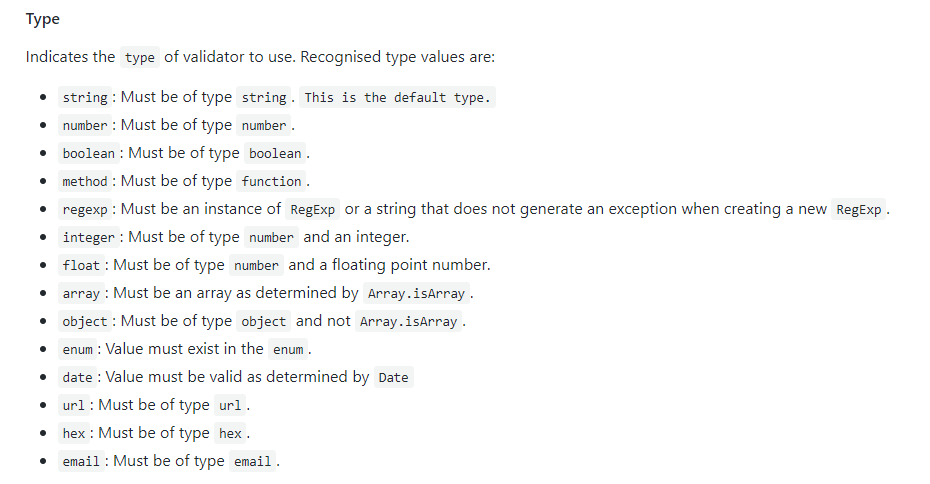 Type
Indicates the type of validator to use. Recognised type values are:
• string: Must be of type string. This is the default type.
• number: Must be of type number.
• boolean: Must be of type boolean.
• method: Must be of type function.
• regexp: Must be an instance of RegExp or a string that does not generate an exception when creating a new RegExp.
• integer: Must be of type number and an integer.
• float: Must be of type number and a floating point number.
• array: Must be an array as determined by Array.isArray.
• object: Must be of type object and not Array.isArray.
• enum: Value must exist in the enum.
• date: Value must be valid as determined by Date
• url: Must be of type url.
• hex: Must be of type hex.
• email: Must be of type email.